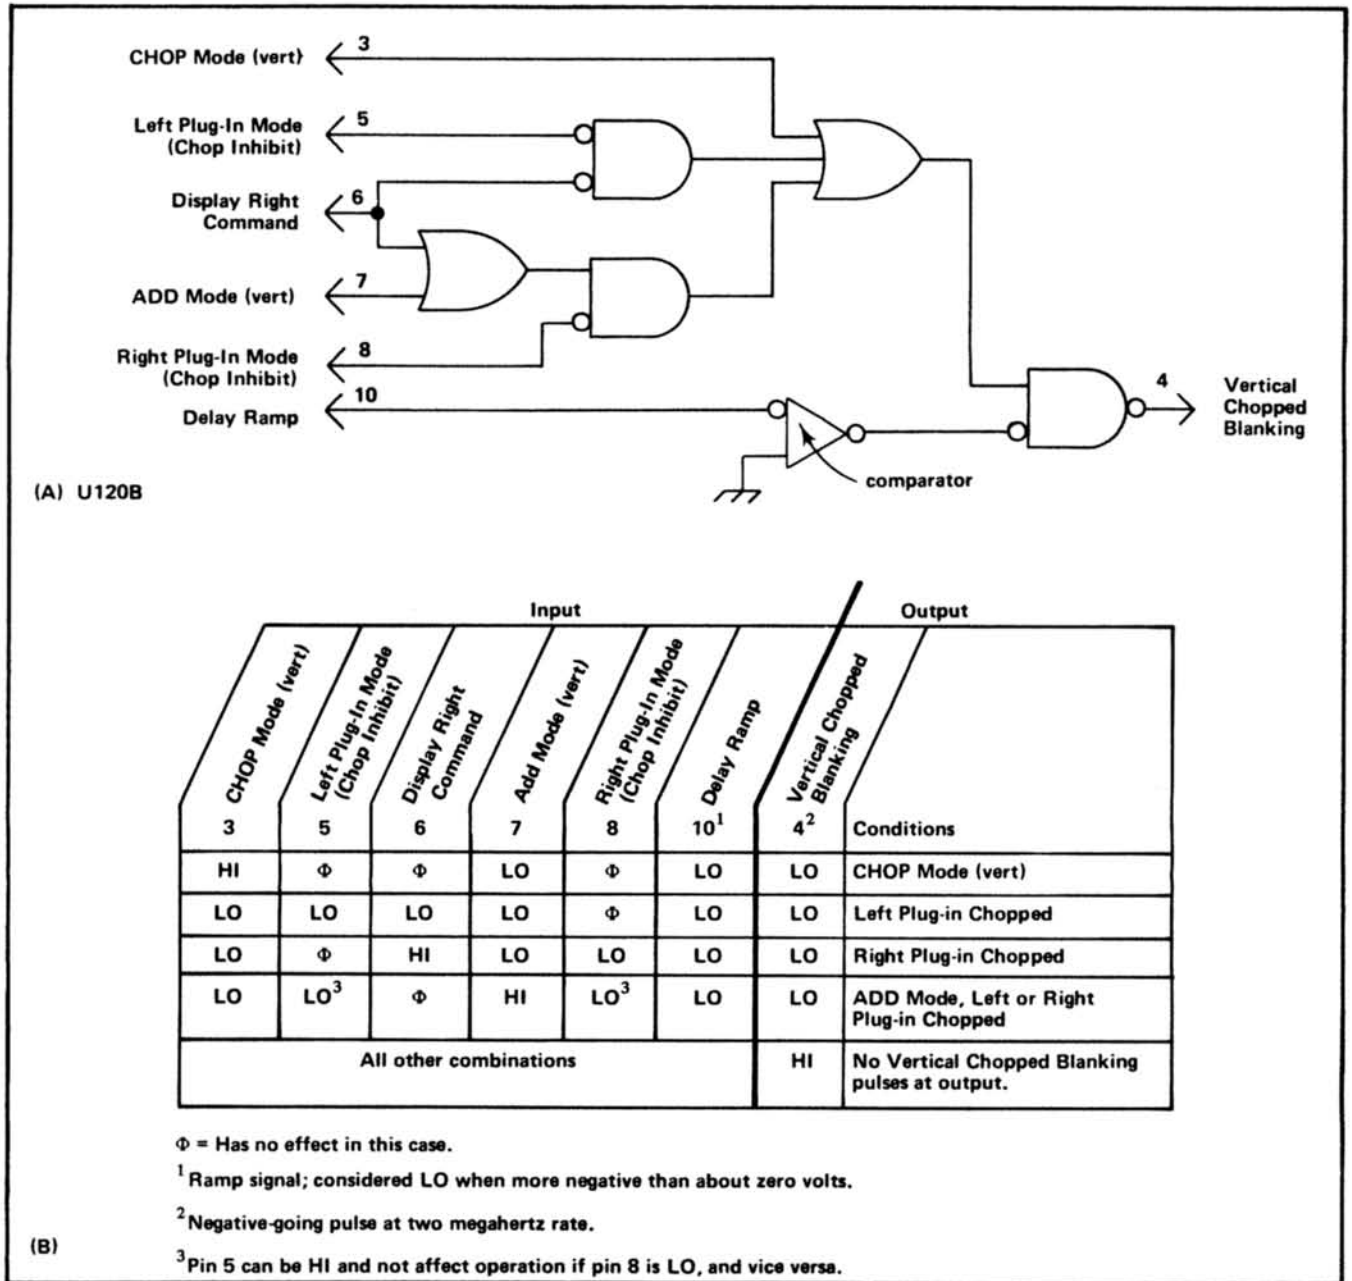 CHOP Mode (vert)
3
Left Plug-In Mode
(Chop Inhibit)
5
Display Right
Command
6
ADD Mode (vert)
7
Right Plug-In Mode
(Chop Inhibit)
8
Delay Ramp
10
comparator
4
Vertical
Chopped
Blanking
(A) U120B
Input
Output
CHOP Mode (vert)
Left Plug-In Mode
(Chop Inhibit)
Display Right
Command
Add Mode (vert)
Right Plug-In Mode
(Chop Inhibit)
Delay Ramp
Vertical Chopped
Blanking
3 5 6 7 8 10¹ 4² Conditions
HI Φ Φ LO Φ LO LO CHOP Mode (vert)
LO LO LO LO Φ LO LO Left Plug-in Chopped
LO Φ HI LO LO LO LO Right Plug-in Chopped
LO LO³ Φ HI LO³ LO LO ADD Mode, Left or Right
Plug-in Chopped
All other combinations HI No Vertical Chopped Blanking
pulses at output.
Φ = Has no effect in this case.
¹Ramp signal; considered LO when more negative than about zero volts.
²Negative-going pulse at two megahertz rate.
³Pin 5 can be HI and not affect operation if pin 8 is LO, and vice versa.
(B)